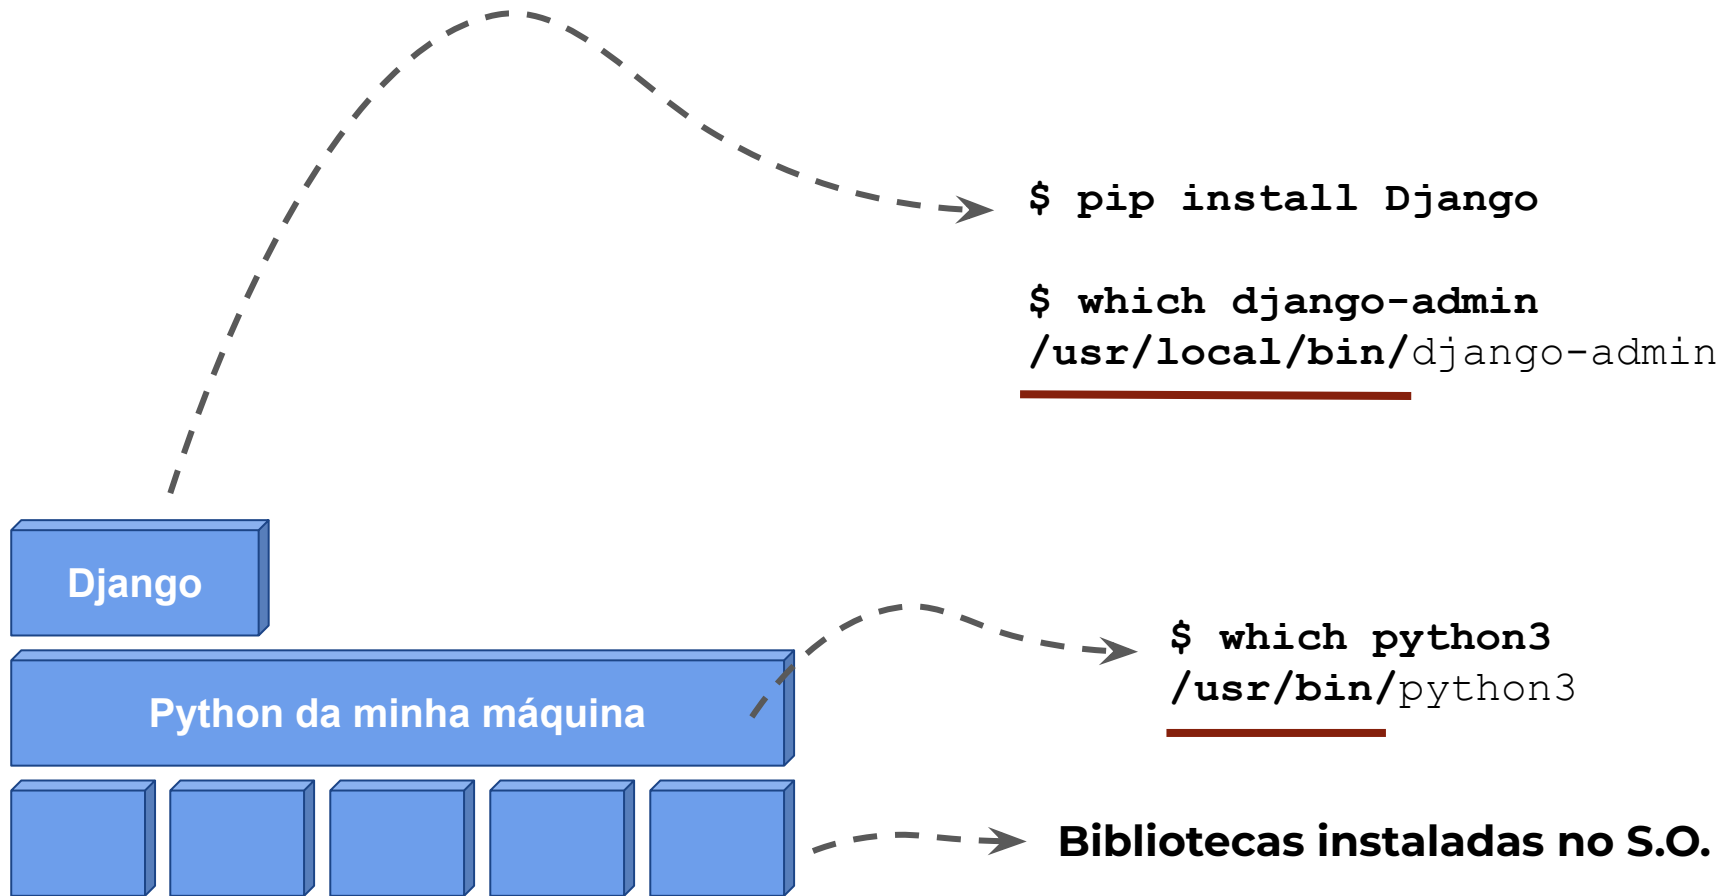 $ pip install Django
$ which django-admin
/usr/local/bin/django-admin
Django
$ which python3
/usr/bin/python3
Python da minha máquina
Bibliotecas instaladas no S.O.